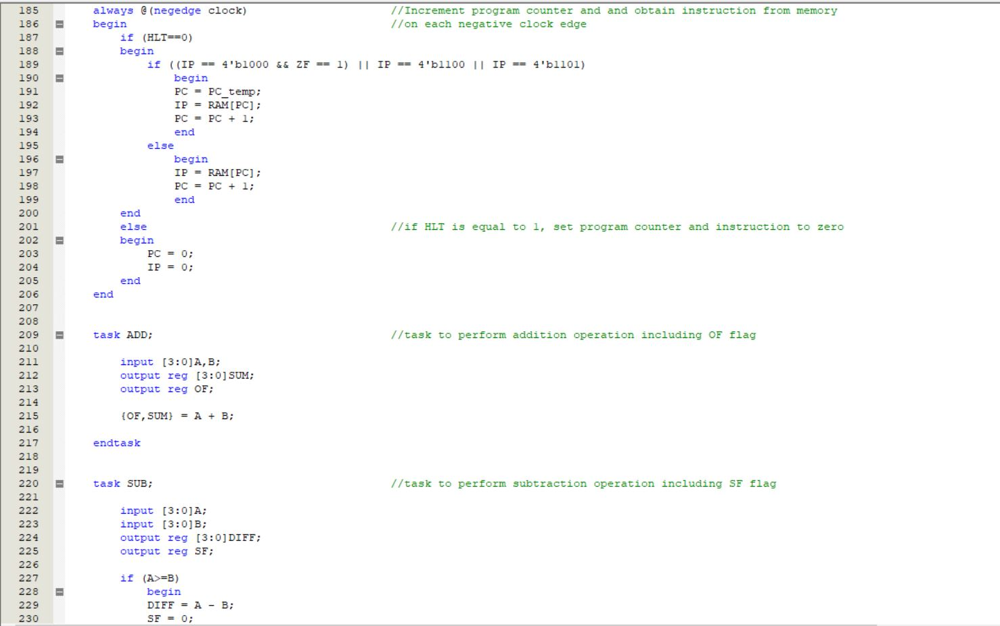 185 always @(negedge clock) //Increment program counter and and obtain instruction from memory
186 begin //on each negative clock edge
187 if (HLT==0)
188 begin
189 if ((IP == 4'b1000 && ZF == 1) || IP == 4'b1100 || IP == 4'b1101)
190 begin
191 PC = PC_temp;
192 IP = RAM[PC];
193 PC = PC + 1;
194 end
195 else
196 begin
197 IP = RAM[PC];
198 PC = PC + 1;
199 end
200 end
201 else //if HLT is equal to 1, set program counter and instruction to zero
202 begin
203 PC = 0;
204 IP = 0;
205 end
206 end
207
208
209 task ADD; //task to perform addition operation including OF flag
210
211 input [3:0]A,B;
212 output reg [3:0]SUM;
213 output reg OF;
214
215 {OF,SUM} = A + B;
216
217 endtask
218
219
220 task SUB; //task to perform subtraction operation including SF flag
221
222 input [3:0]A;
223 input [3:0]B;
224 output reg [3:0]DIFF;
225 output reg SF;
226
227 if (A>=B)
228 begin
229 DIFF = A - B;
230 SF = 0;